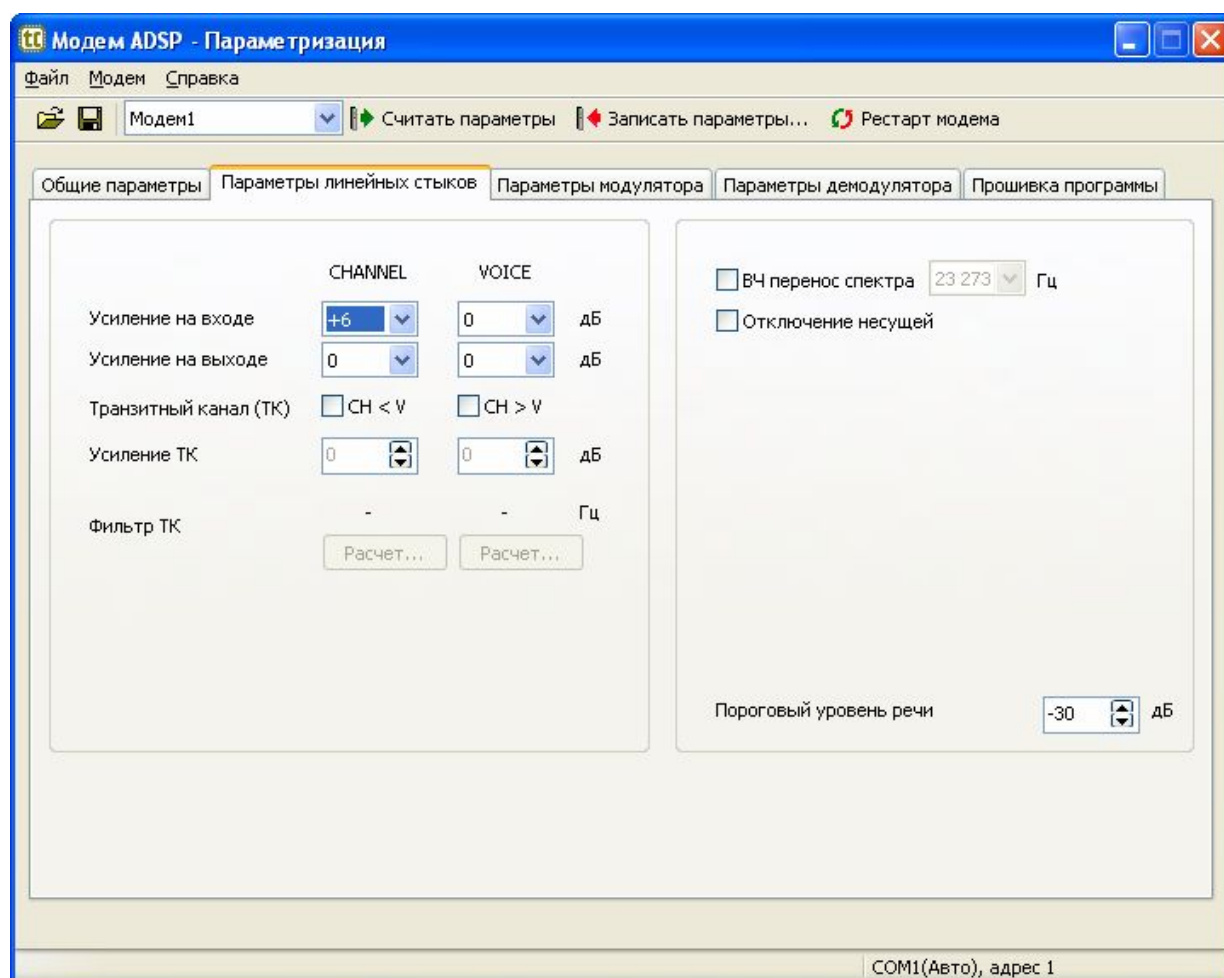 tc Модем ADSP - Параметризация
Файл Модем Справка
Модем1 Считать параметры Записать параметры... Рестарт модема
Общие параметры Параметры линейных стыков Параметры модулятора Параметры демодулятора Прошивка программы
CHANNEL VOICE
Усиление на входе +6 0 дБ
Усиление на выходе 0 0 дБ
Транзитный канал (ТК) CH < V CH > V
Усиление ТК 0 0 дБ
Фильтр ТК - - Гц
Расчет... Расчет...
ВЧ перенос спектра 23 273 Гц
Отключение несущей
Пороговый уровень речи -30 дБ
COM1(Авто), адрес 1